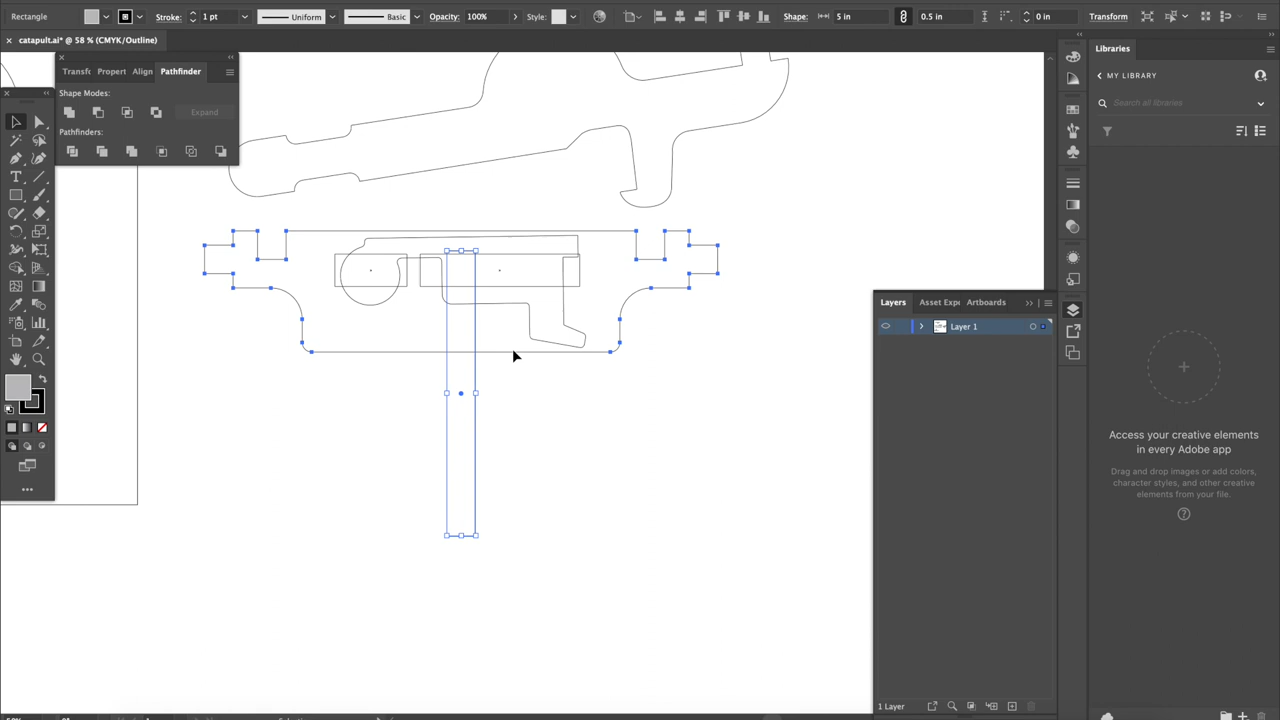 Rectangle Stroke: 1 pt Uniform Basic Opacity: 100% Style: Shape: 5 in 0.5 in 0 in Transform
catapult.ai* @ 58 % (CMYK/Outline)
Libraries
Transfc Propert Align Pathfinder
MY LIBRARY
Shape Modes:
Search all libraries
Expand
Pathfinders:
Layers Asset Expo Artboards
Layer 1
Access your creative elements
in every Adobe app
Drag and drop images or add colors,
character styles, and other creative
elements from your file.
1 Layer